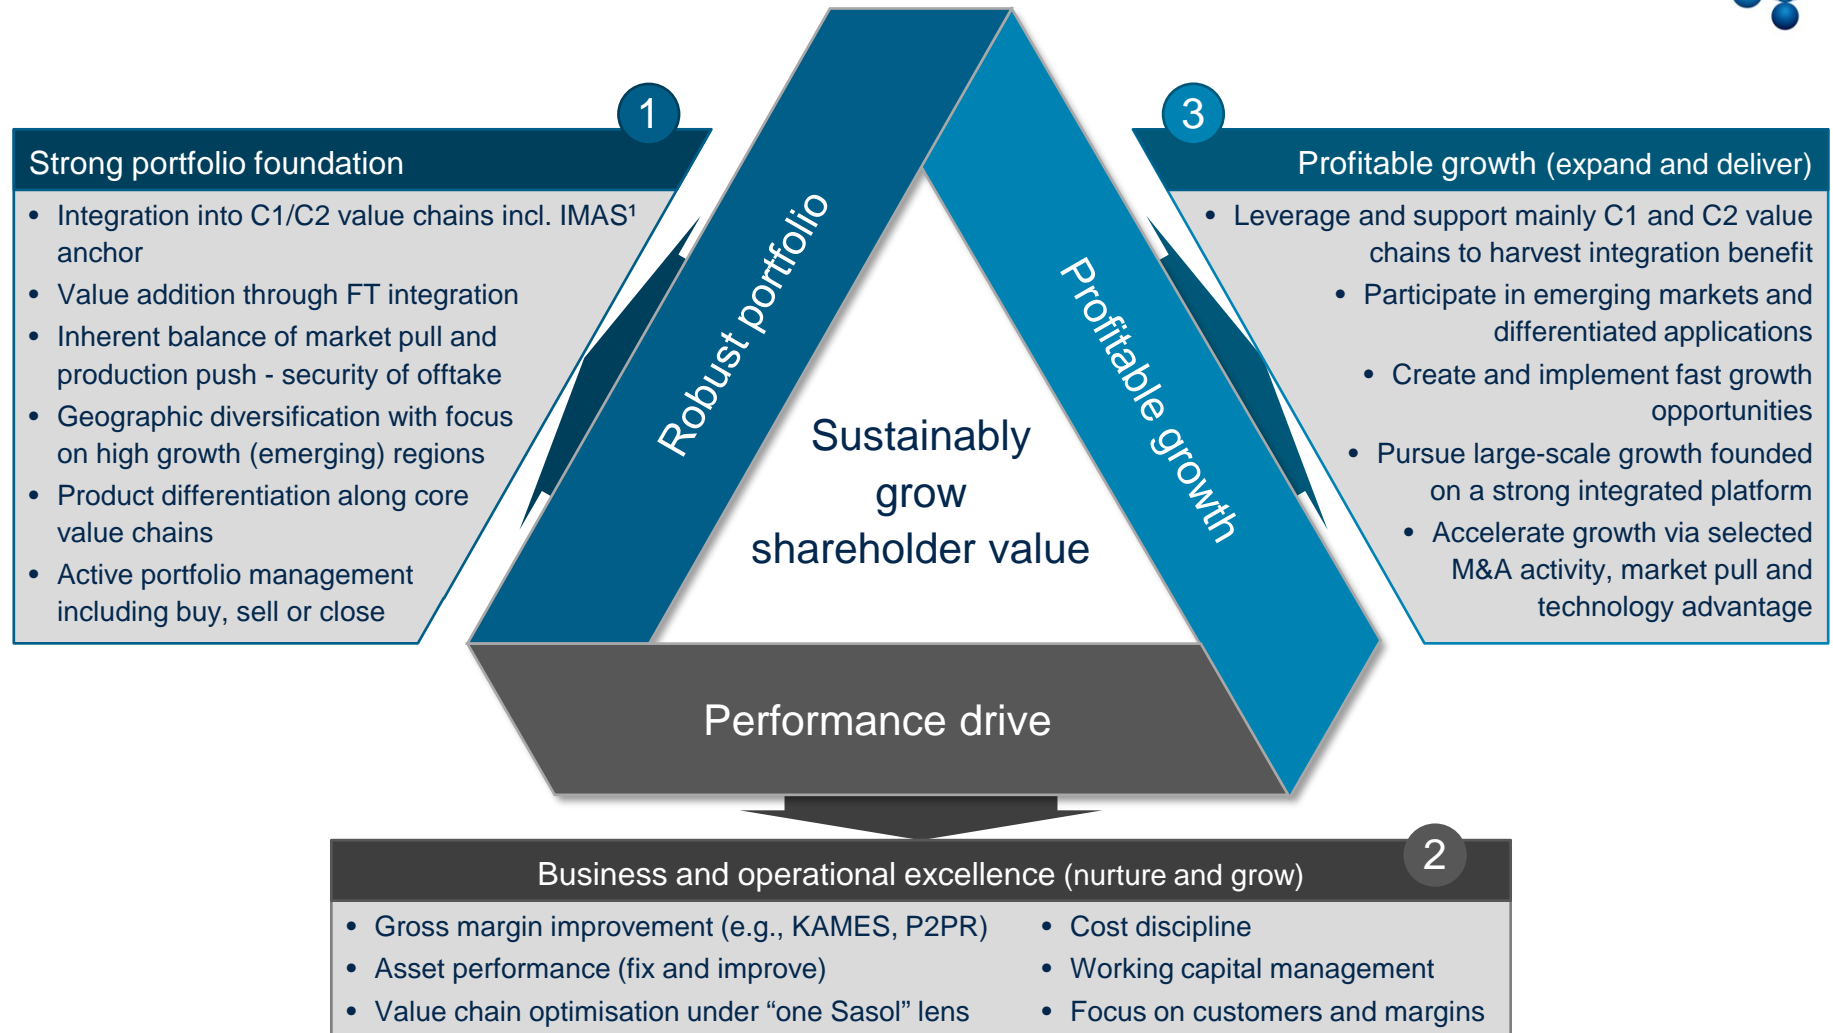 1
Strong portfolio foundation
• Integration into C1/C2 value chains incl. IMAS¹
anchor
• Value addition through FT integration
• Inherent balance of market pull and
production push - security of offtake
• Geographic diversification with focus
on high growth (emerging) regions
• Product differentiation along core
value chains
• Active portfolio management
including buy, sell or close
Robust portfolio
Sustainably
grow
shareholder value
Profitable growth
3
Profitable growth (expand and deliver)
• Leverage and support mainly C1 and C2 value
chains to harvest integration benefit
• Participate in emerging markets and
differentiated applications
• Create and implement fast growth
opportunities
• Pursue large-scale growth founded
on a strong integrated platform
• Accelerate growth via selected
M&A activity, market pull and
technology advantage
Performance drive
2
Business and operational excellence (nurture and grow)
• Gross margin improvement (e.g., KAMES, P2PR)
• Asset performance (fix and improve)
• Value chain optimisation under “one Sasol” lens
• Cost discipline
• Working capital management
• Focus on customers and margins